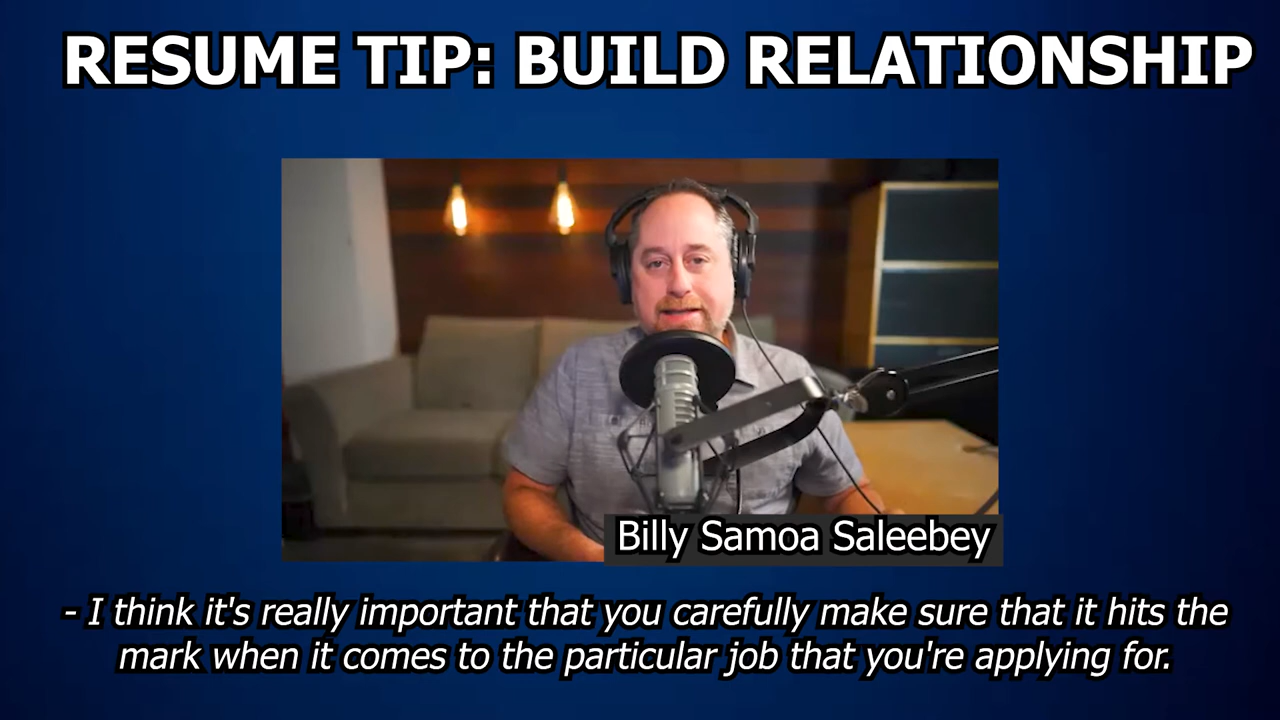 RESUME TIP: BUILD RELATIONSHIP
Billy Samoa Saleebey
- I think it's really important that you carefully make sure that it hits the
mark when it comes to the particular job that you're applying for.